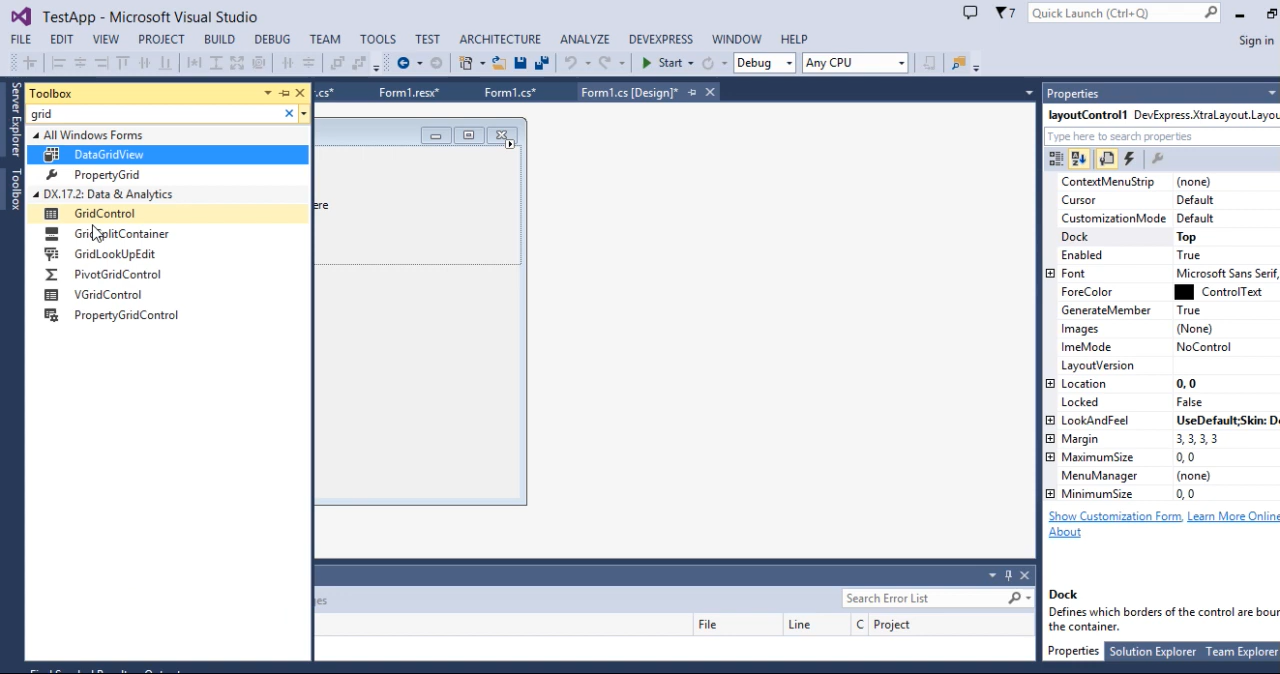 TestApp - Microsoft Visual Studio
7
Quick Launch (Ctrl+Q)
FILE EDIT VIEW PROJECT BUILD DEBUG TEAM TOOLS TEST ARCHITECTURE ANALYZE DEVEXPRESS WINDOW HELP
Sign in
Start Debug Any CPU
Server Explorer
Toolbox
Toolbox
grid
All Windows Forms
DataGridView
PropertyGrid
DX.17.2: Data & Analytics
GridControl
GridSplitContainer
GridLookUpEdit
PivotGridControl
VGridControl
PropertyGridControl
.cs* Form1.resx* Form1.cs* Form1.cs [Design]*
ere
Search Error List
File Line C Project
Properties
layoutControl1 DevExpress.XtraLayout.Layou
Type here to search properties
ContextMenuStrip (none)
Cursor Default
CustomizationMode Default
Dock Top
Enabled True
Font Microsoft Sans Serif,
ForeColor ControlText
GenerateMember True
Images (None)
ImeMode NoControl
LayoutVersion
Location 0, 0
Locked False
LookAndFeel UseDefault;Skin: De
Margin 3, 3, 3, 3
MaximumSize 0, 0
MenuManager (none)
MinimumSize 0, 0
Show Customization Form, Learn More Online
About
Dock
Defines which borders of the control are bour
the container.
Properties Solution Explorer Team Explorer